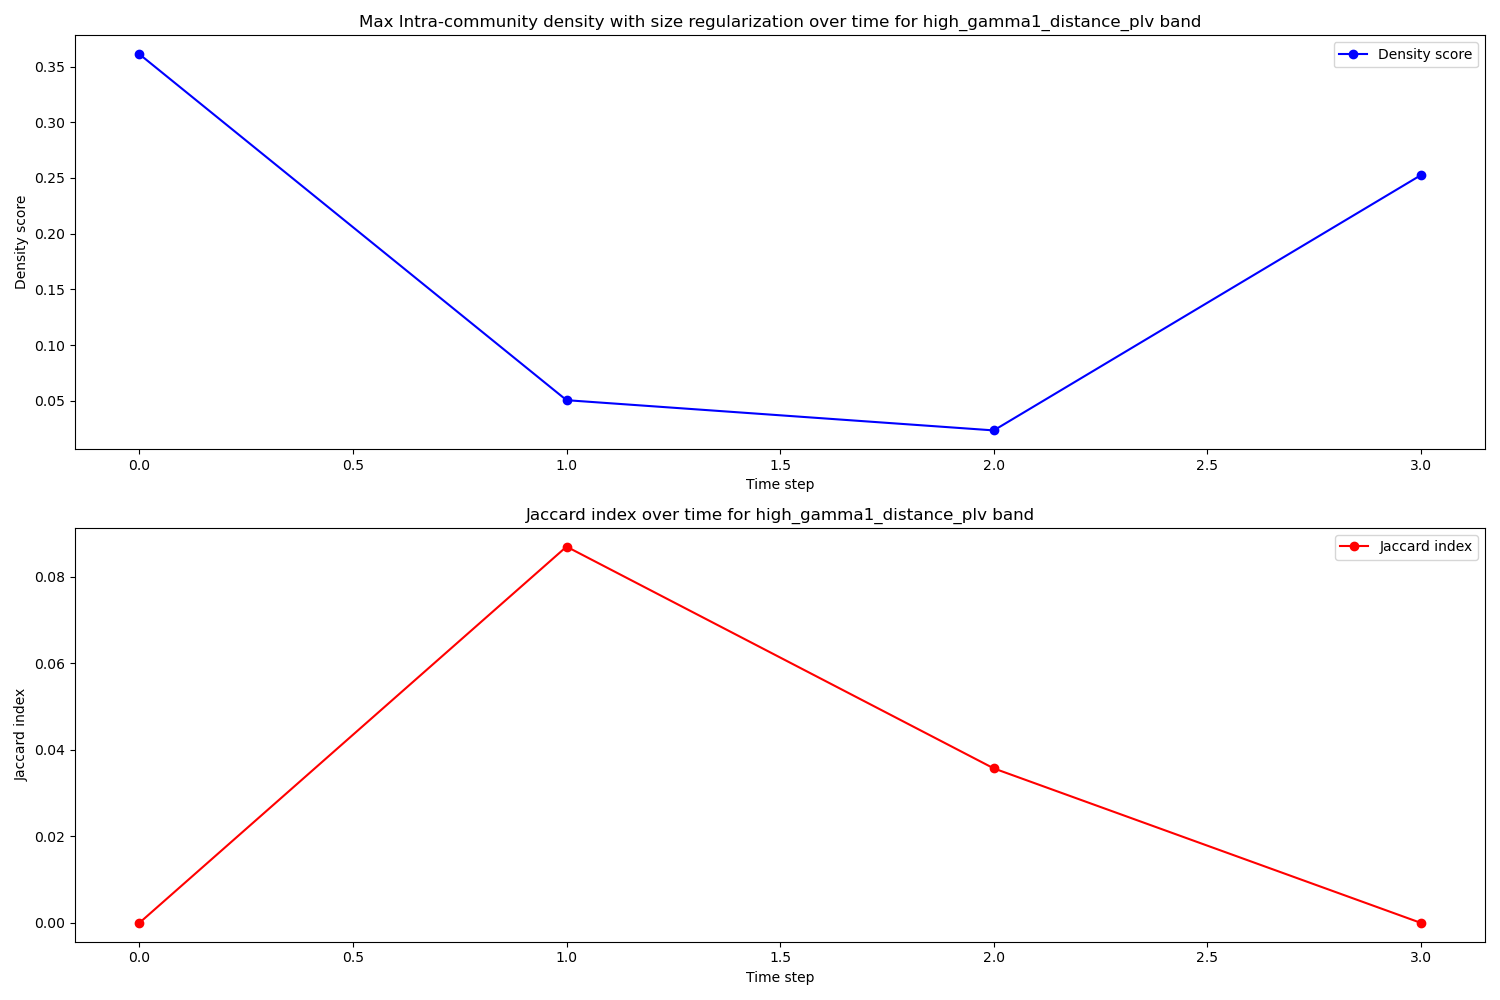 Max Intra-community density with size regularization over time for high_gamma1_distance_plv band
Density score
0.35
0.30
0.25
0.20
0.15
0.10
0.05
Density score
0.0 0.5 1.0 1.5 2.0 2.5 3.0
Time step
Jaccard index over time for high_gamma1_distance_plv band
Jaccard index
0.08
0.06
0.04
0.02
0.00
Jaccard index
0.0 0.5 1.0 1.5 2.0 2.5 3.0
Time step